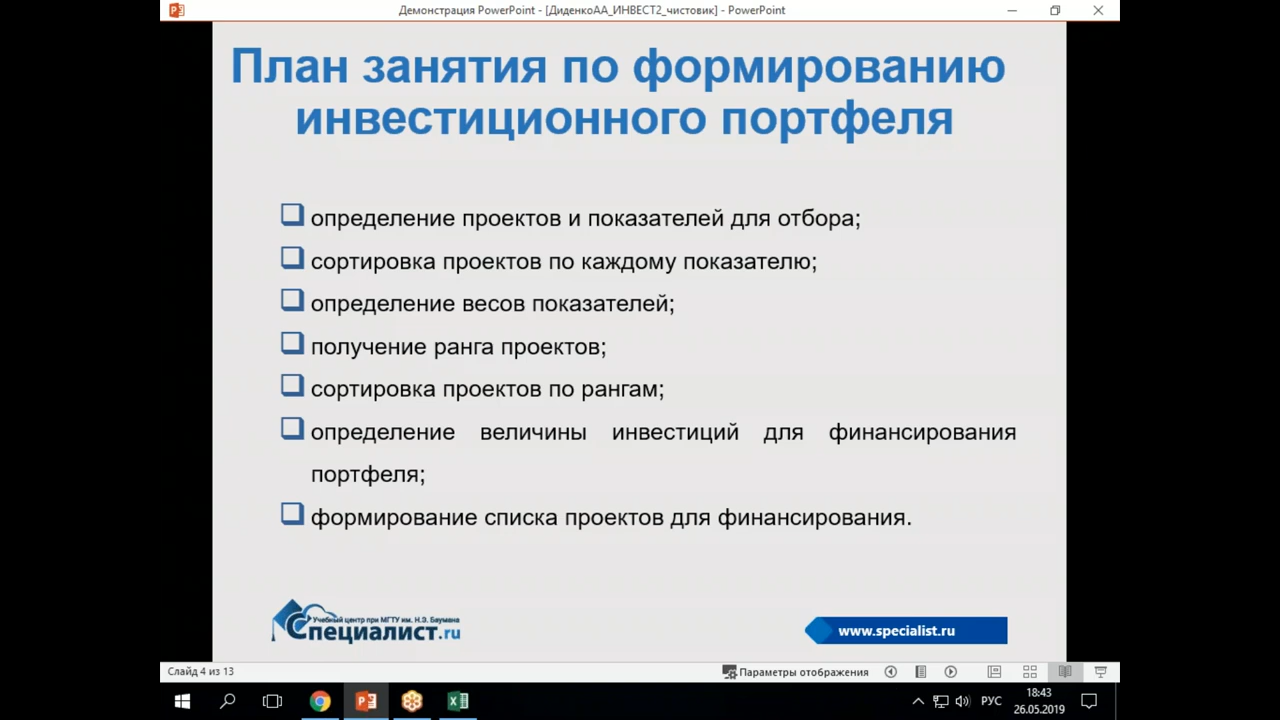 Демонстрация PowerPoint - [ДиденкоАА_ИНВЕСТ2_чистовик] - PowerPoint
План занятия по формированию
инвестиционного портфеля
определение проектов и показателей для отбора;
сортировка проектов по каждому показателю;
определение весов показателей;
получение ранга проектов;
сортировка проектов по рангам;
определение величины инвестиций для финансирования
портфеля;
формирование списка проектов для финансирования.
Учебный центр при МГТУ им. Н.Э. Баумана
Специалист.ru
www.specialist.ru
Слайд 4 из 13
Параметры отображения
РУС
18:43
26.05.2019